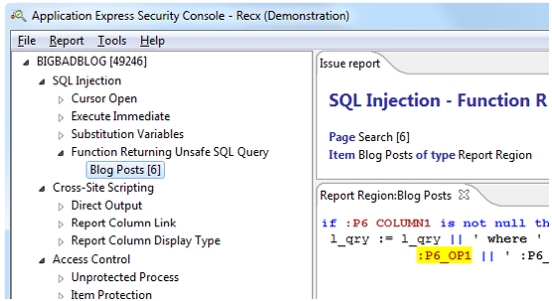 Application Express Security Console - Recx (Demonstration)
File Report Tools Help
BIGBADBLOG [49246]
SQL Injection
Cursor Open
Execute Immediate
Substitution Variables
Function Returning Unsafe SQL Query
Blog Posts [6]
Cross-Site Scripting
Direct Output
Report Column Link
Report Column Display Type
Access Control
Unprotected Process
Item Protection
Issue report
SQL Injection - Function R
Page Search [6]
Item Blog Posts of type Report Region
Report Region:Blog Posts
if :P6_COLUMN1 is not null th
l_qry := l_qry || ' where '
:P6_OP1 || ' :P6_